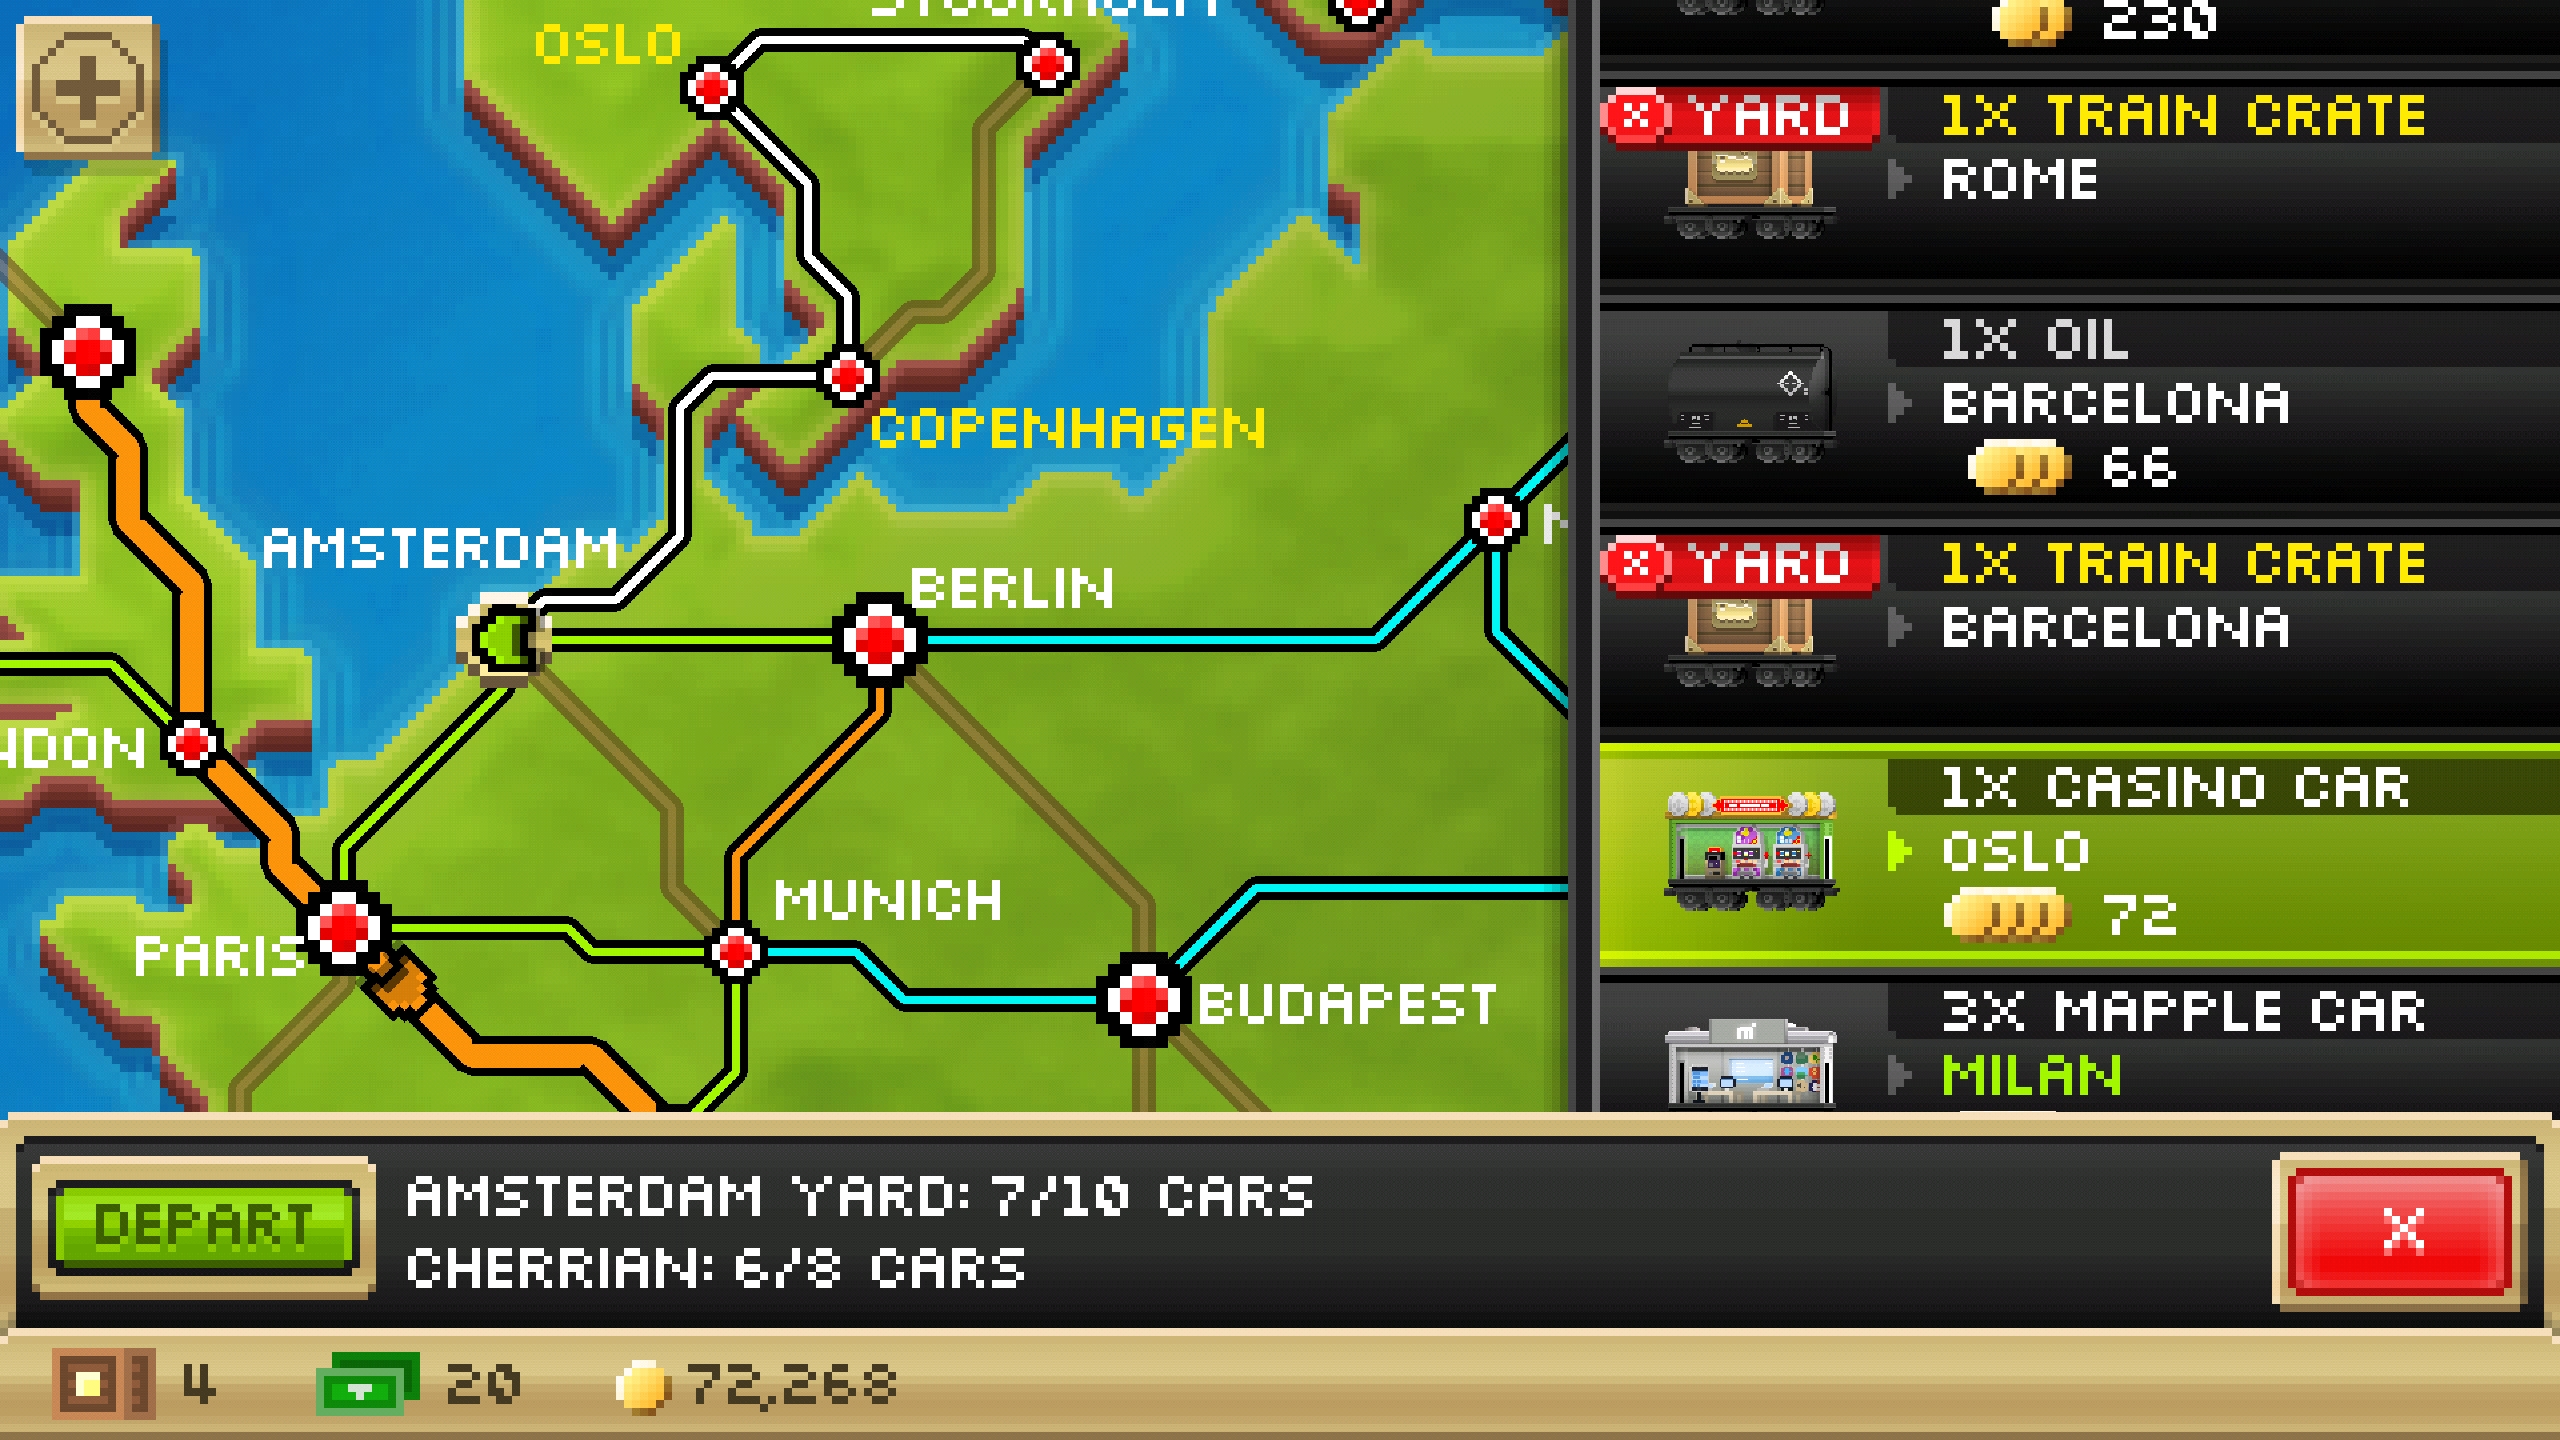 STOCKHOLM
OSLO
COPENHAGEN
AMSTERDAM
BERLIN
NDON
MUNICH
PARIS
BUDAPEST
230
YARD
1X TRAIN CRATE
ROME
1X OIL
BARCELONA
66
YARD
1X TRAIN CRATE
BARCELONA
1X CASINO CAR
OSLO
72
m
3X MAPPLE CAR
MILAN
DEPART
AMSTERDAM YARD: 7/10 CARS
CHERRIAN: 6/8 CARS
X
4
20
72,268